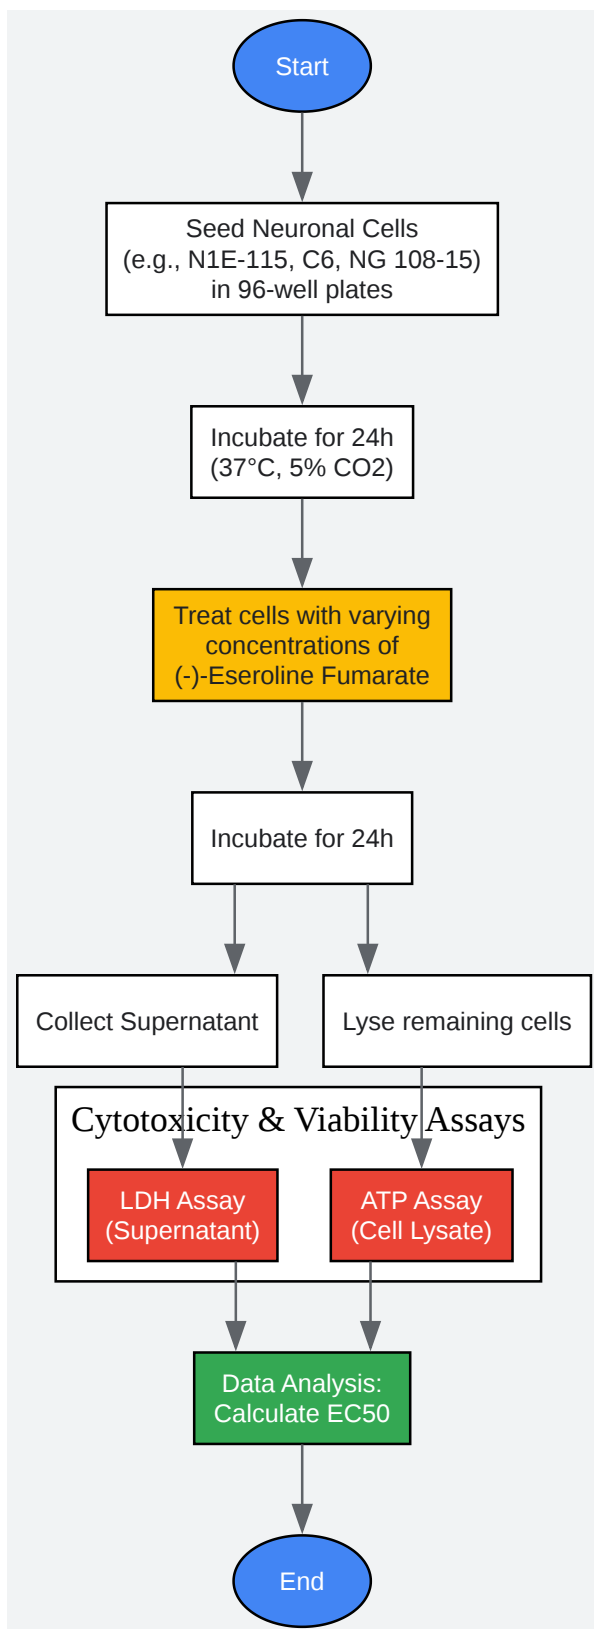 Start
Seed Neuronal Cells
(e.g., N1E-115, C6, NG 108-15)
in 96-well plates
Incubate for 24h
(37°C, 5% CO2)
Treat cells with varying
concentrations of
(-)-Eseroline Fumarate
Incubate for 24h
Collect Supernatant
Lyse remaining cells
Cytotoxicity & Viability Assays
LDH Assay
(Supernatant)
ATP Assay
(Cell Lysate)
Data Analysis:
Calculate EC50
End